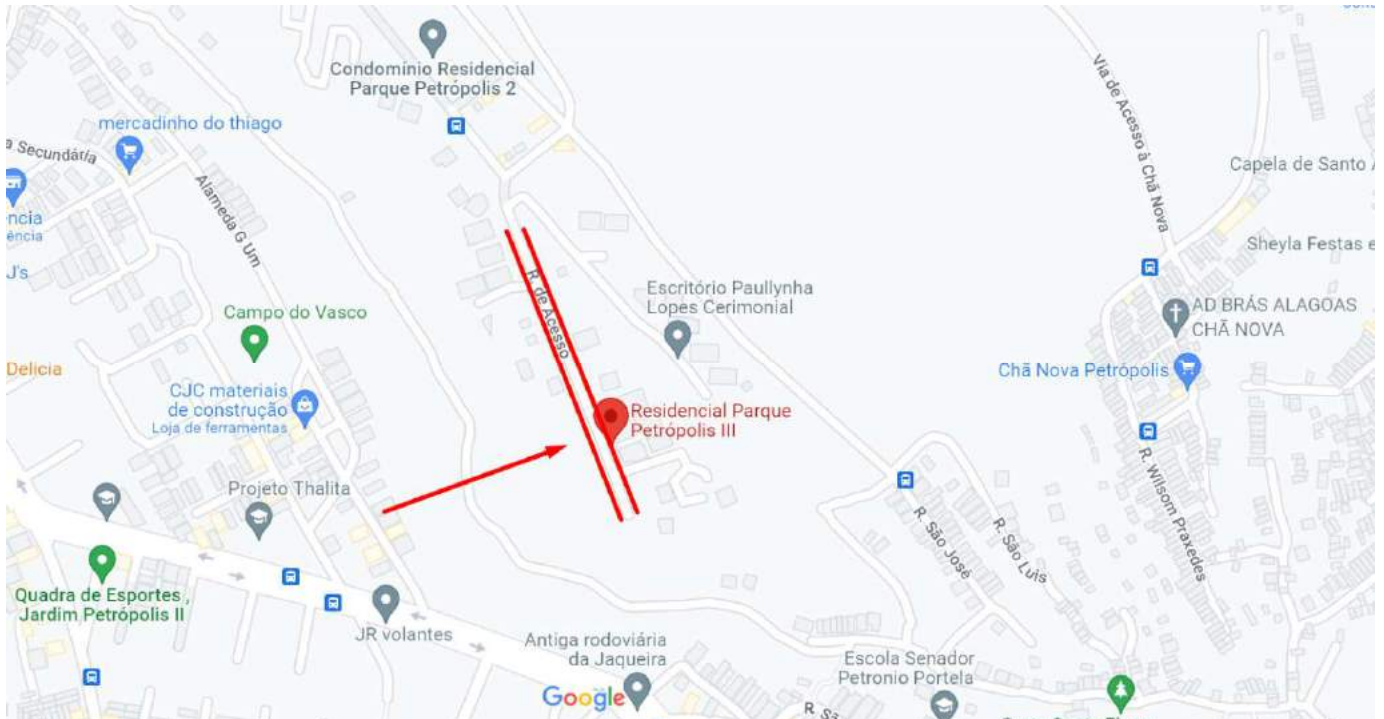 Condomínio Residencial
Parque Petrópolis 2
mercadinho do thiago
Secundátia
Alameda G Um
ência
J's
Campo do Vasco
Delicia
CJC materiais
de construção
Loja de ferramentas
Projeto Thalita
Quadra de Esportes ,
Jardim Petrópolis II
JR volantes
Antiga rodoviária
da Jaqueira
Google
R. de Acesso
Escritório Paullynha
Lopes Cerimonial
Residencial Parque
Petrópolis III
Via de Acesso à Chã Nova
Capela de Santo
Sheyla Festas e
AD BRÁS ALAGOAS
CHÃ NOVA
Chã Nova Petrópolis
R. Wilsom Praxedes
R. São José
R. São Luis
Escola Senador
Petronio Portela